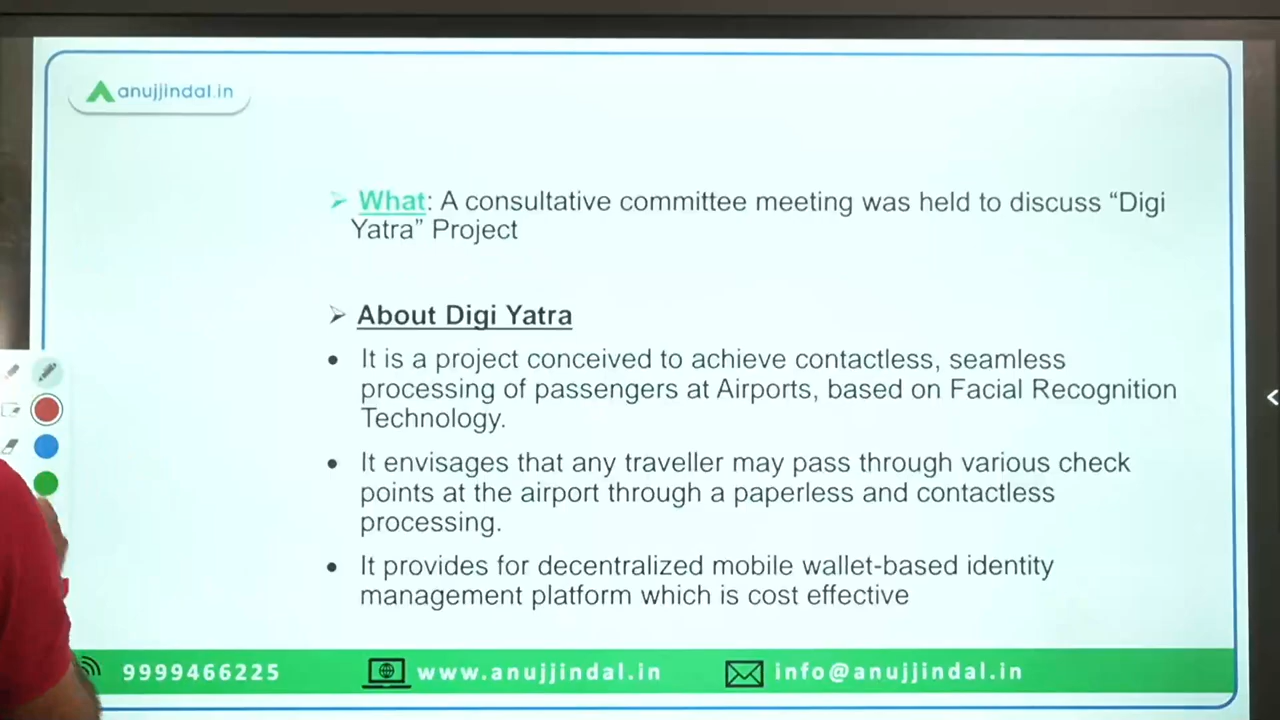 anujjindal.in
➢ What: A consultative committee meeting was held to discuss “Digi
Yatra” Project
➢ About Digi Yatra
• It is a project conceived to achieve contactless, seamless
processing of passengers at Airports, based on Facial Recognition
Technology.
• It envisages that any traveller may pass through various check
points at the airport through a paperless and contactless
processing.
• It provides for decentralized mobile wallet-based identity
management platform which is cost effective
9999466225 www.anujjindal.in info@anujjindal.in